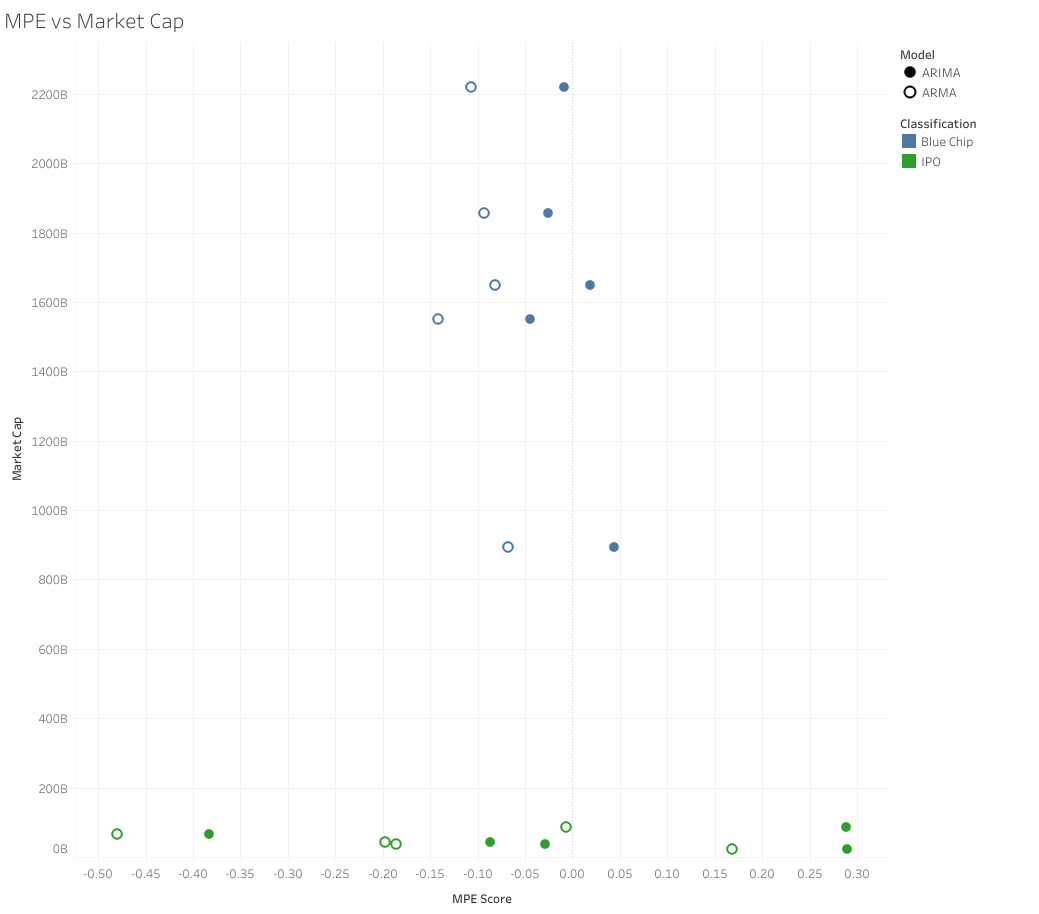 MPE vs Market Cap
Model
ARIMA
ARMA
Classification
Blue Chip
IPO
Market Cap
2200B
2000B
1800B
1600B
1400B
1200B
1000B
800B
600B
400B
200B
0B
-0.50 -0.45 -0.40 -0.35 -0.30 -0.25 -0.20 -0.15 -0.10 -0.05 0.00 0.05 0.10 0.15 0.20 0.25 0.30
MPE Score